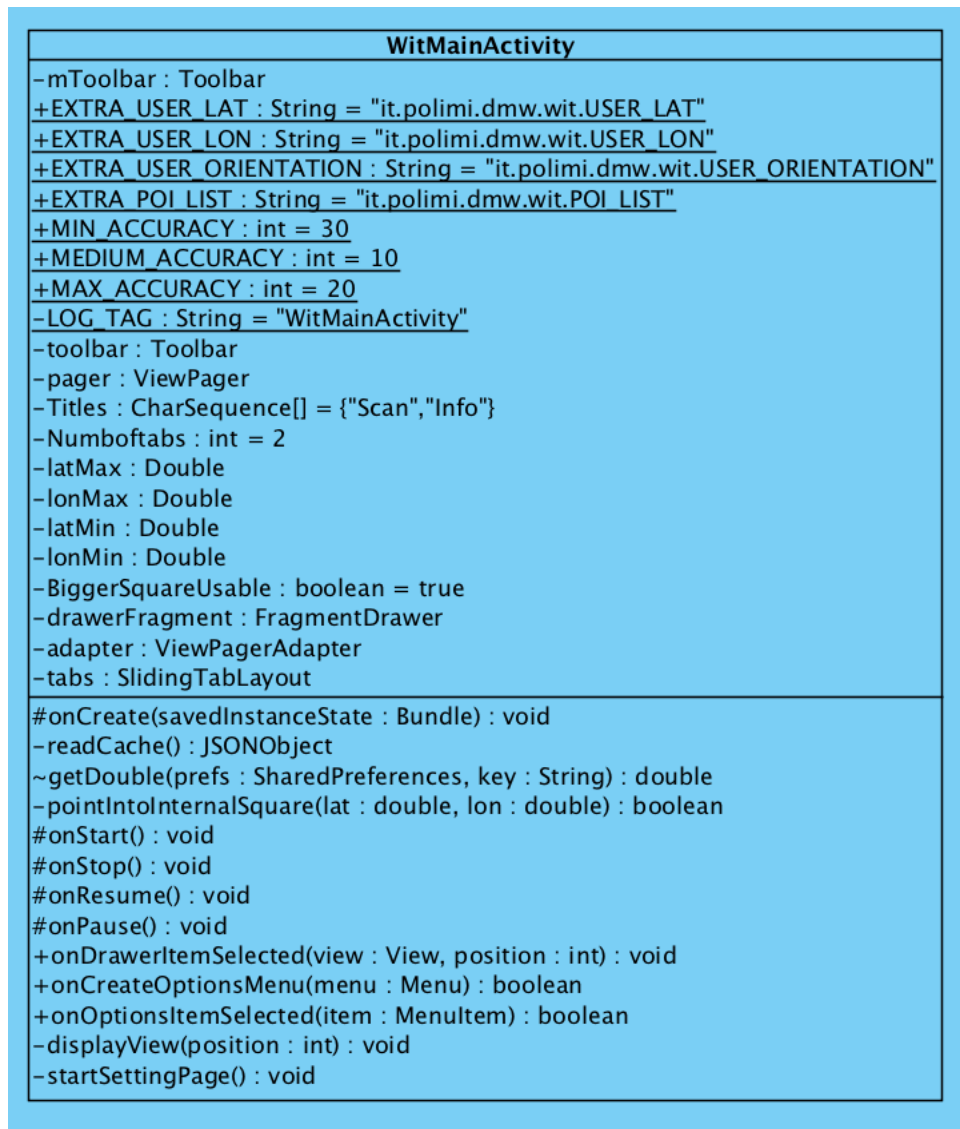 WitMainActivity
-mToolbar : Toolbar
+EXTRA_USER_LAT : String = "it.polimi.dmw.wit.USER_LAT"
+EXTRA_USER_LON : String = "it.polimi.dmw.wit.USER_LON"
+EXTRA_USER_ORIENTATION : String = "it.polimi.dmw.wit.USER_ORIENTATION"
+EXTRA_POI_LIST : String = "it.polimi.dmw.wit.POI_LIST"
+MIN_ACCURACY : int = 30
+MEDIUM_ACCURACY : int = 10
+MAX_ACCURACY : int = 20
-LOG_TAG : String = "WitMainActivity"
-toolbar : Toolbar
-pager : ViewPager
-Titles : CharSequence[] = {"Scan","Info"}
-Numboftabs : int = 2
-latMax : Double
-lonMax : Double
-latMin : Double
-lonMin : Double
-BiggerSquareUsable : boolean = true
-drawerFragment : FragmentDrawer
-adapter : ViewPagerAdapter
-tabs : SlidingTabLayout
#onCreate(savedInstanceState : Bundle) : void
-readCache() : JSONObject
~getDouble(prefs : SharedPreferences, key : String) : double
-pointIntoInternalSquare(lat : double, lon : double) : boolean
#onStart() : void
#onStop() : void
#onResume() : void
#onPause() : void
+onDrawerItemSelected(view : View, position : int) : void
+onCreateOptionsMenu(menu : Menu) : boolean
+onOptionsItemSelected(item : MenuItem) : boolean
-displayView(position : int) : void
-startSettingPage() : void